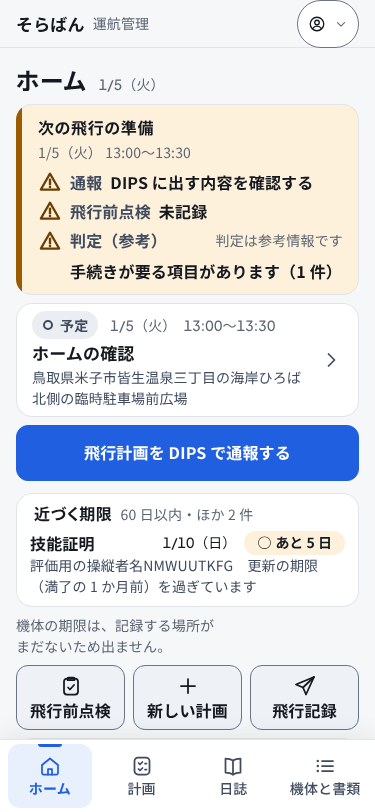 そらばん 運航管理
ホーム 1/5（火）
次の飛行の準備
1/5（火） 13:00〜13:30
通報 DIPS に出す内容を確認する
飛行前点検 未記録
判定（参考） 判定は参考情報です
手続きが要る項目があります（1 件）
予定 1/5（火） 13:00〜13:30
ホームの確認
鳥取県米子市皆生温泉三丁目の海岸ひろば
北側の臨時駐車場前広場
飛行計画を DIPS で通報する
近づく期限 60 日以内・ほか 2 件
技能証明 1/10（日） あと 5 日
評価用の操縦者名NMWUUTKFG 更新の期限
（満了の 1 か月前）を過ぎています
機体の期限は、記録する場所が
まだないため出ません。
飛行前点検 新しい計画 飛行記録
ホーム 計画 日誌 機体と書類